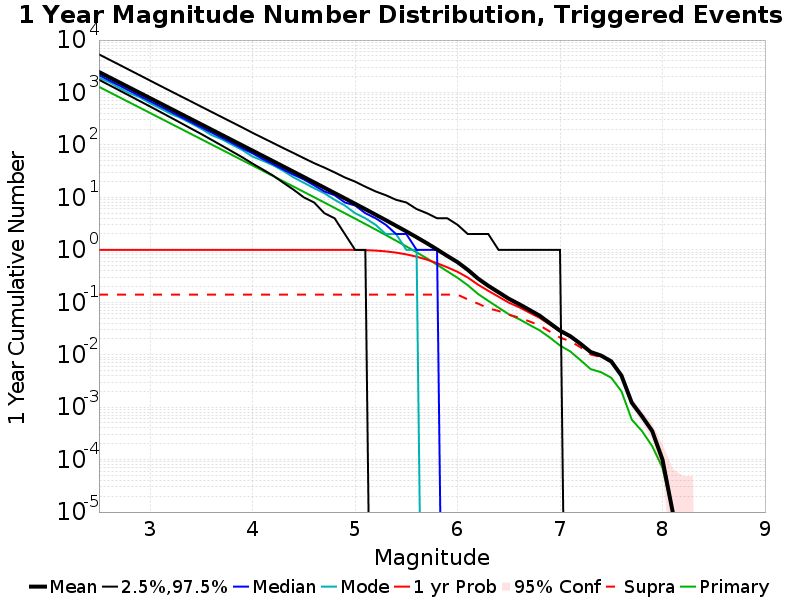 1 Year Magnitude Number Distribution, Triggered Events
1 Year Cumulative Number
10^4
10^3
10^2
10^1
10^0
10^-1
10^-2
10^-3
10^-4
10^-5
3 4 5 6 7 8 9
Magnitude
Mean 2.5%,97.5% Median Mode 1 yr Prob 95% Conf Supra Primary